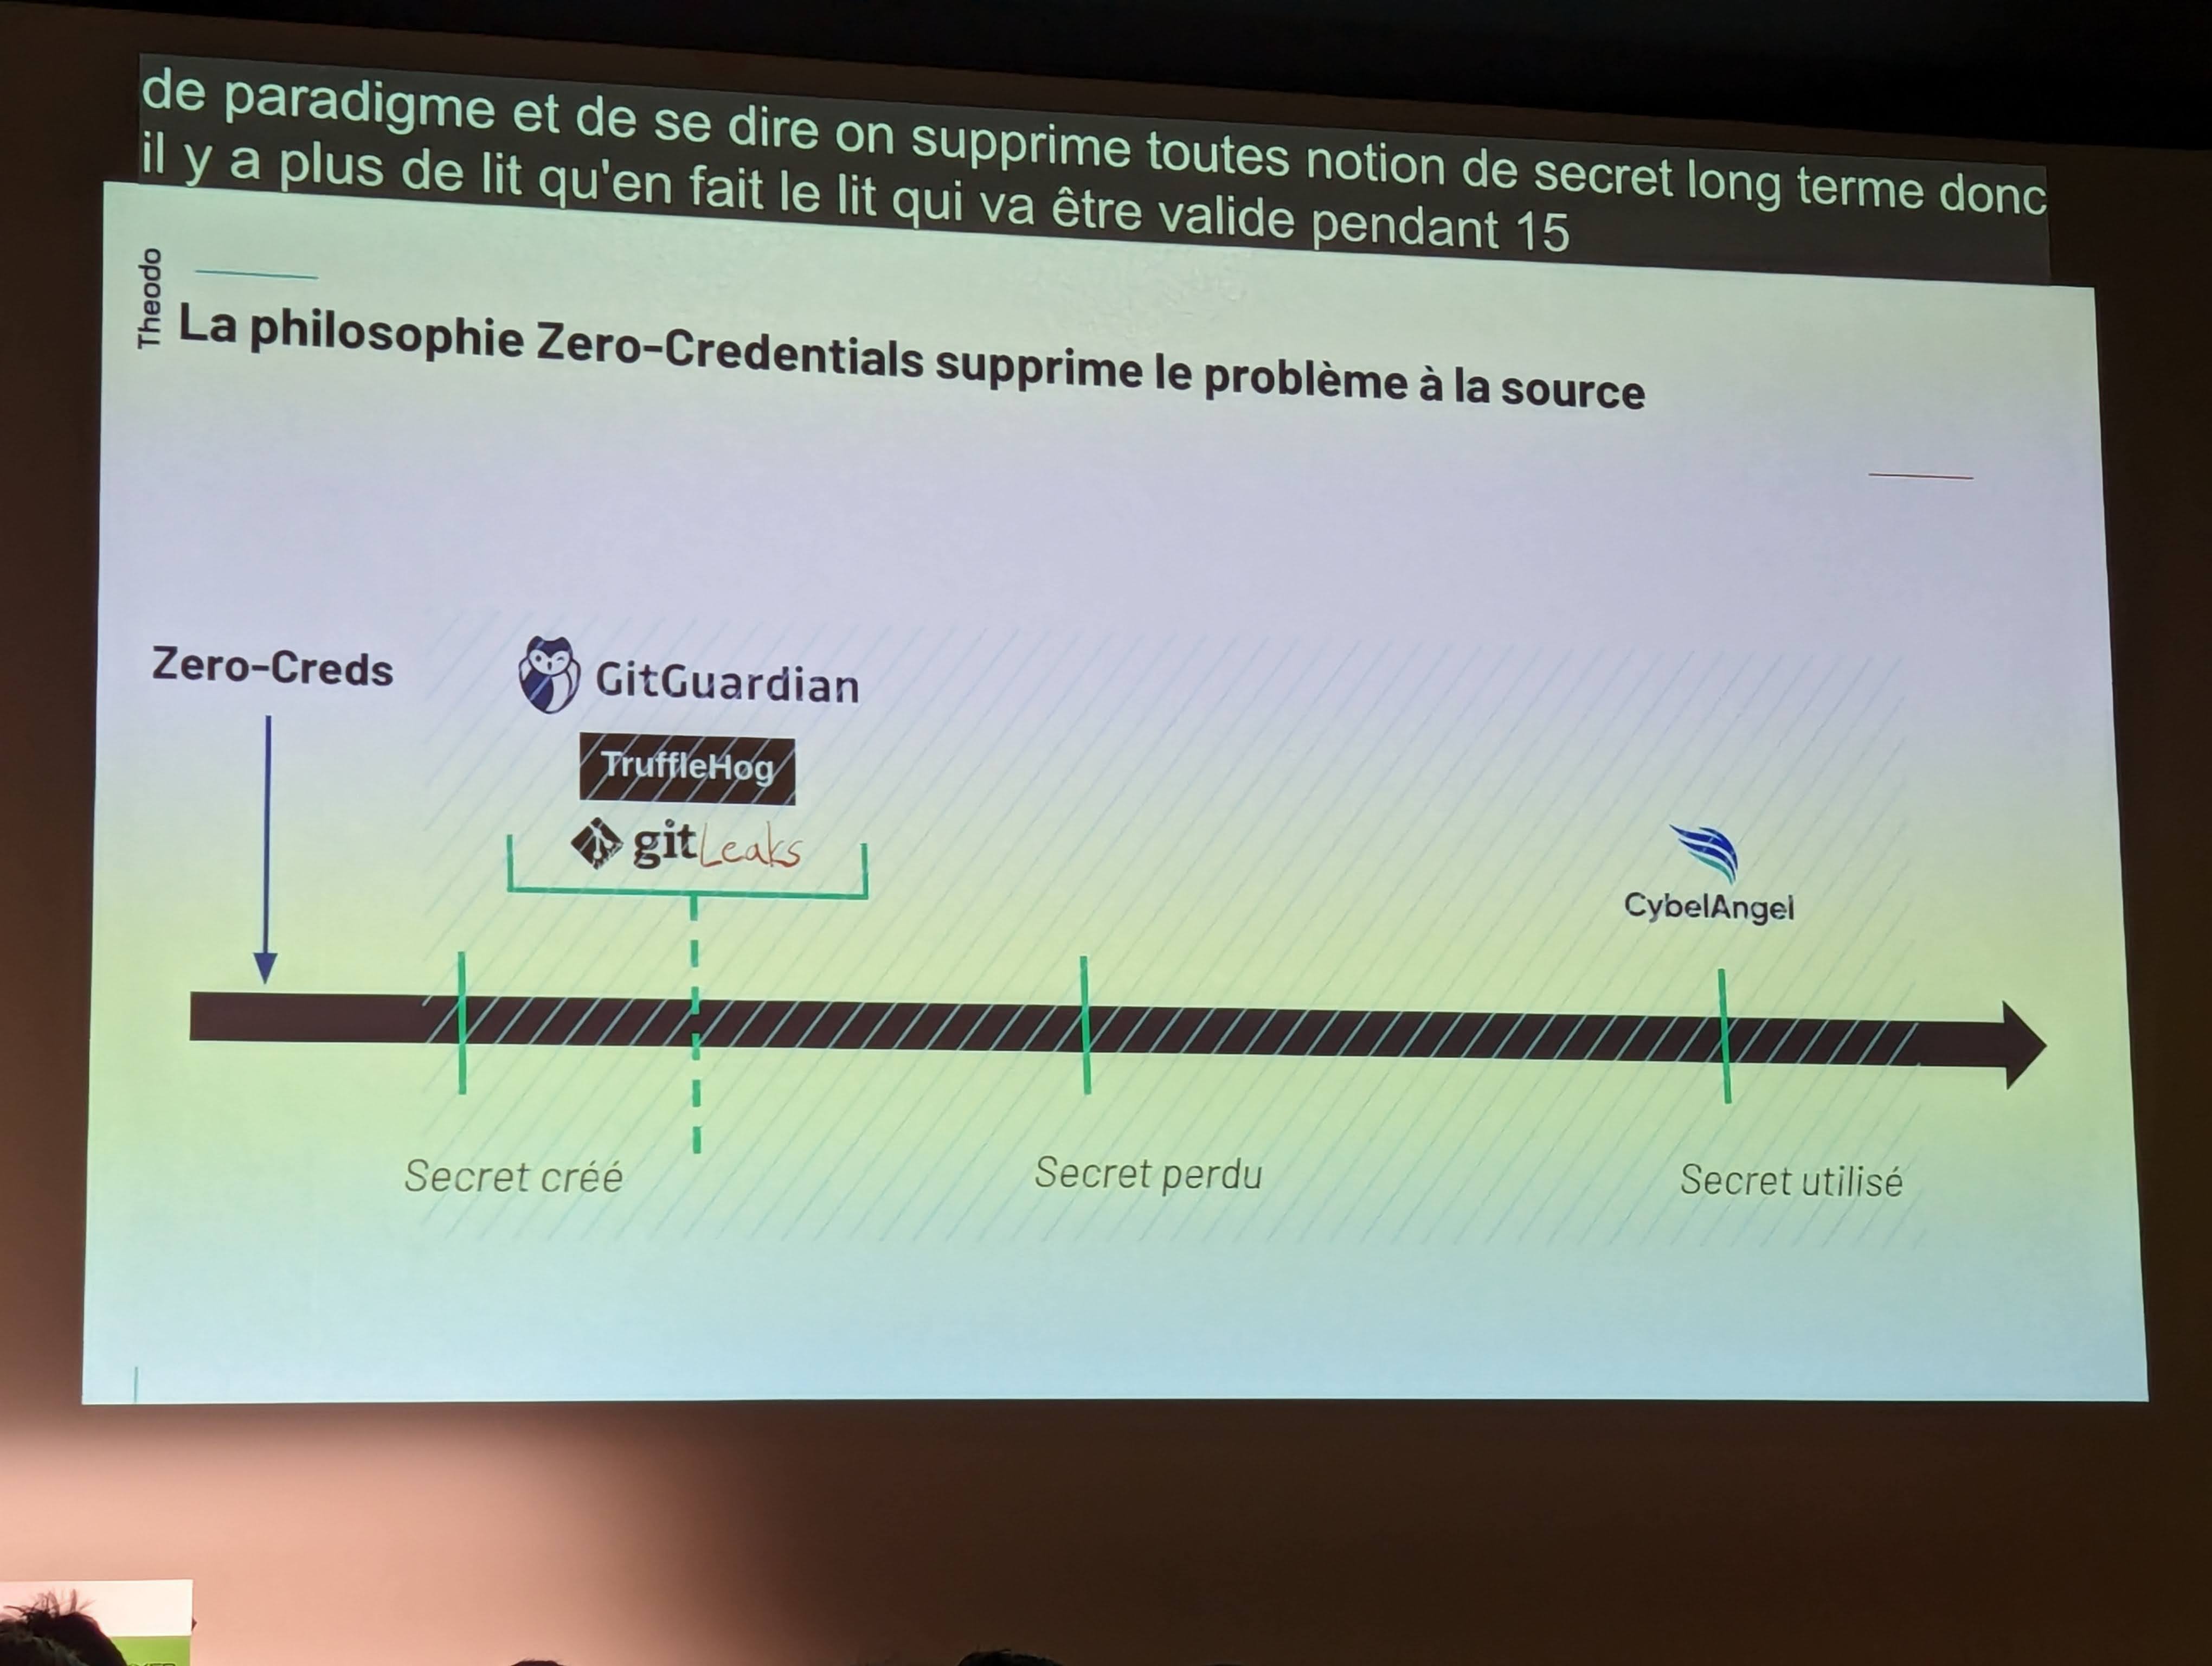 de paradigme et de se dire on supprime toutes notion de secret long terme donc
il y a plus de lit qu'en fait le lit qui va être valide pendant 15
Theodo
La philosophie Zero-Credentials supprime le problème à la source
Zero-Creds
GitGuardian
TruffleHog
gitLeaks
CybelAngel
Secret créé
Secret perdu
Secret utilisé